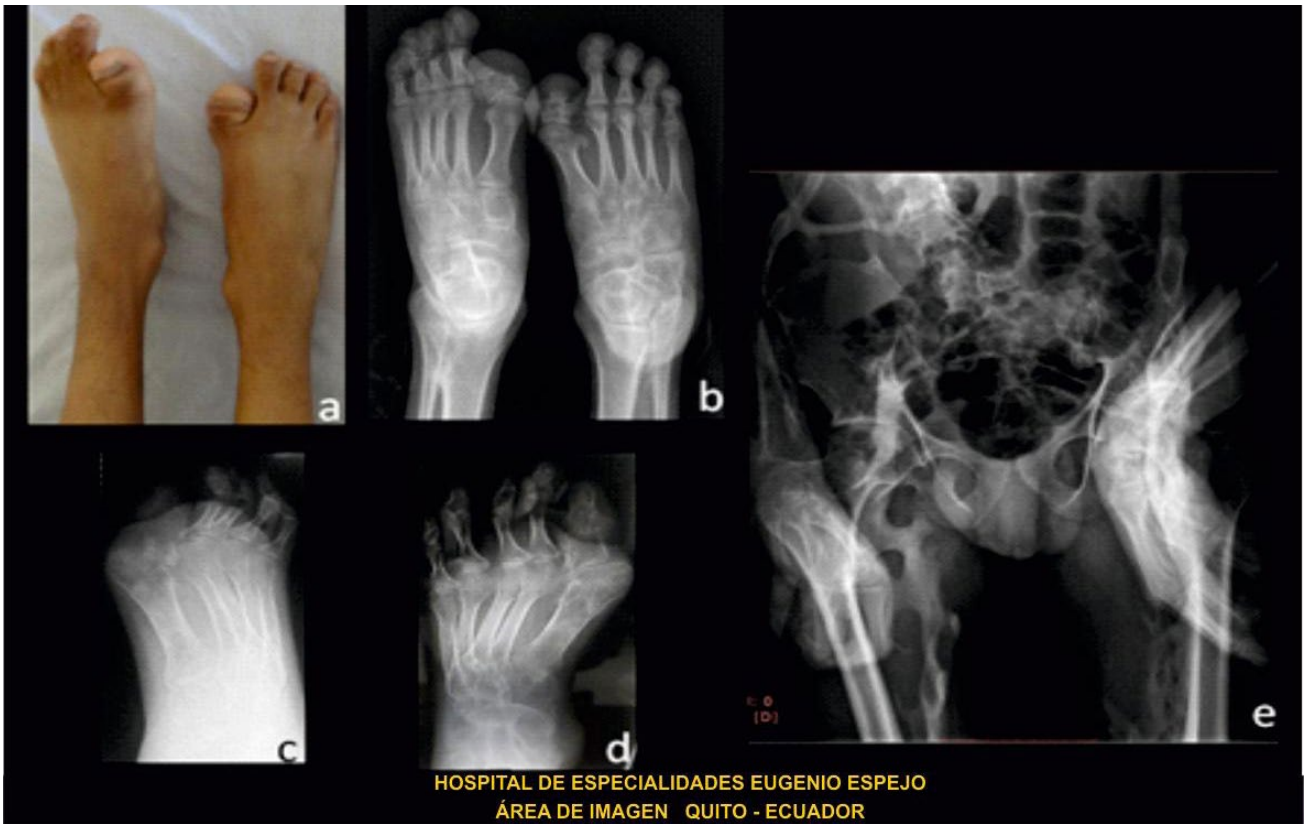 a
b
c
d
e
[D]
HOSPITAL DE ESPECIALIDADES EUGENIO ESPEJO
ÁREA DE IMAGEN QUITO - ECUADOR